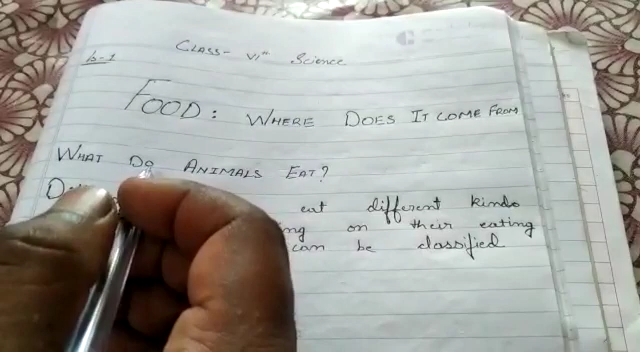 CLASS- VIth Science
b-1
FOOD: WHERE DOES IT COME FROM
WHAT DO ANIMALS EAT?
eat different kinds
on their eating
can be classified